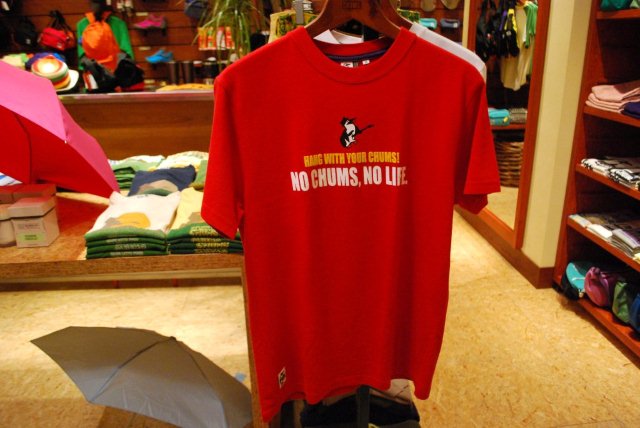 HANG WITH YOUR CHUMS!
NO CHUMS, NO LIFE.